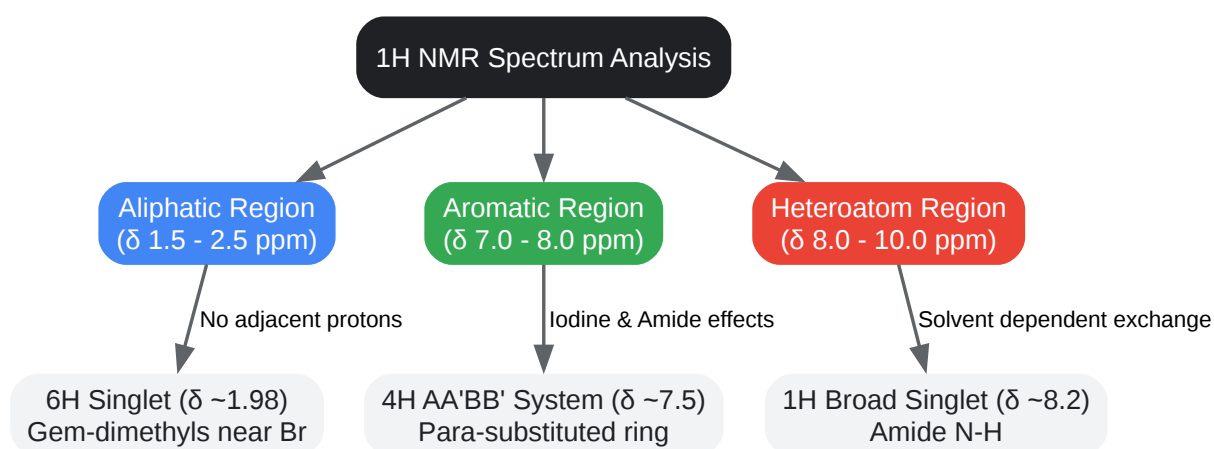 1H NMR Spectrum Analysis
Aliphatic Region
(δ 1.5 - 2.5 ppm)
Aromatic Region
(δ 7.0 - 8.0 ppm)
Heteroatom Region
(δ 8.0 - 10.0 ppm)
No adjacent protons
Iodine & Amide effects
Solvent dependent exchange
6H Singlet (δ ~1.98)
Gem-dimethyls near Br
4H AA'BB' System (δ ~7.5)
Para-substituted ring
1H Broad Singlet (δ ~8.2)
Amide N-H